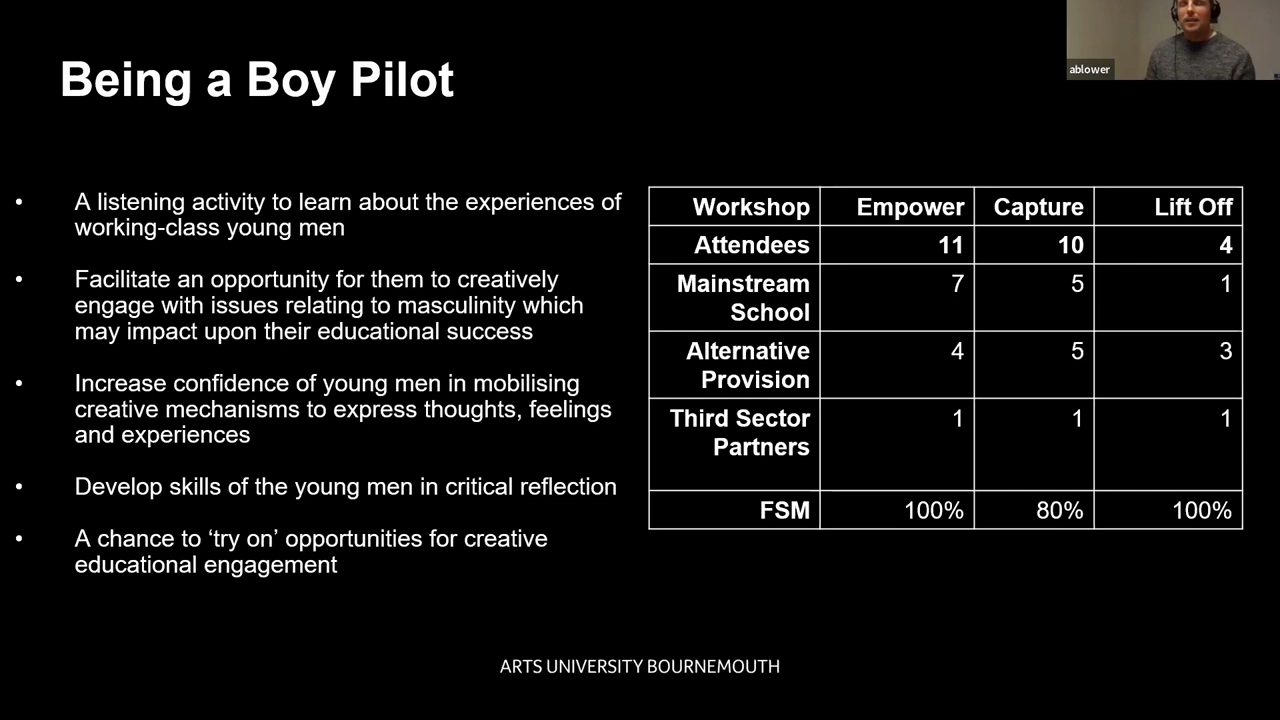 Being a Boy Pilot
ablower
• A listening activity to learn about the experiences of
working-class young men
• Facilitate an opportunity for them to creatively
engage with issues relating to masculinity which
may impact upon their educational success
• Increase confidence of young men in mobilising
creative mechanisms to express thoughts, feelings
and experiences
• Develop skills of the young men in critical reflection
• A chance to ‘try on’ opportunities for creative
educational engagement
Workshop Empower Capture Lift Off
Attendees 11 10 4
Mainstream 7 5 1
School
Alternative 4 5 3
Provision
Third Sector 1 1 1
Partners
FSM 100% 80% 100%
ARTS UNIVERSITY BOURNEMOUTH